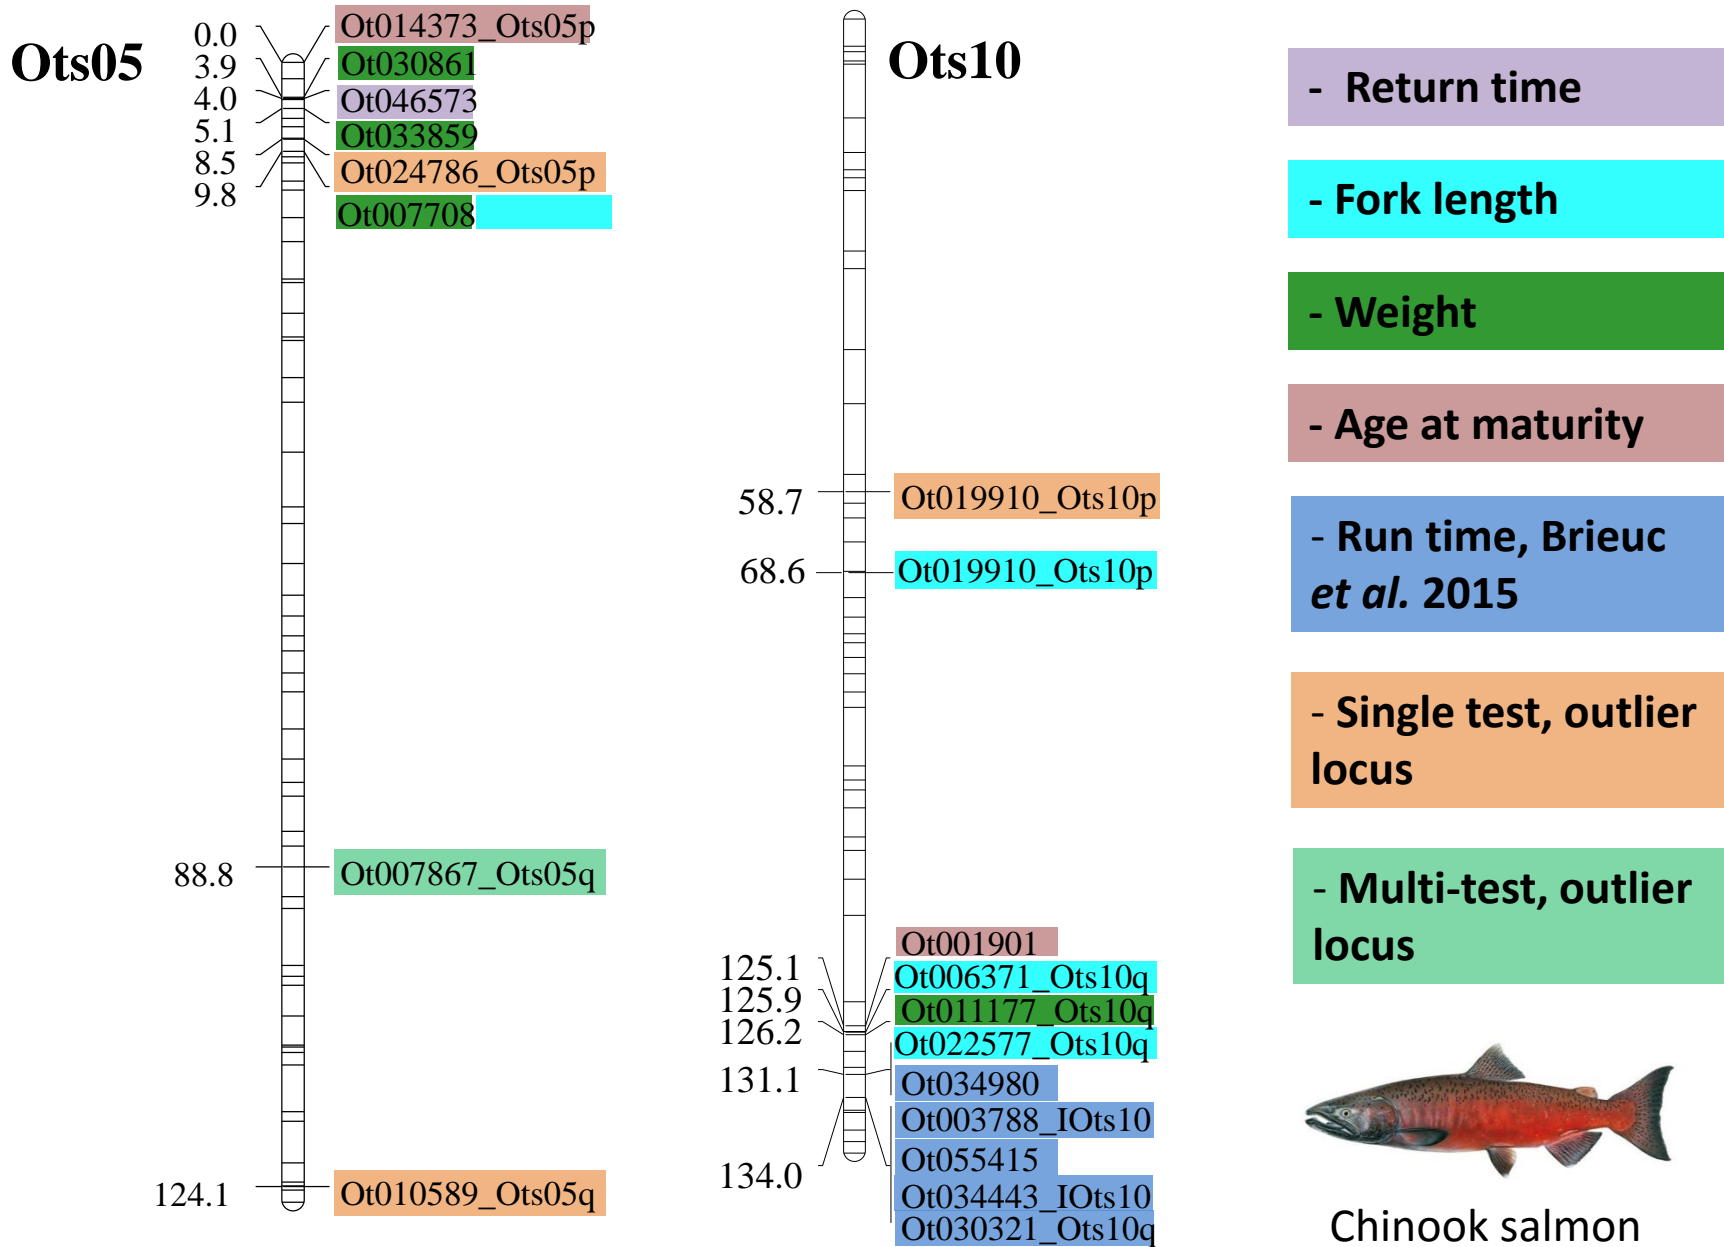 Ots05
0.0
3.9
4.0
5.1
8.5
9.8
88.8
124.1
Ot014373_Ots05p
Ot030861
Ot046573
Ot033859
Ot024786_Ots05p
Ot007708
Ot007867_Ots05q
Ot010589_Ots05q
Ots10
58.7
68.6
125.1
125.9
126.2
131.1
134.0
Ot019910_Ots10p
Ot019910_Ots10p
Ot001901
Ot006371_Ots10q
Ot011177_Ots10q
Ot022577_Ots10q
Ot034980
Ot003788_IOts10
Ot055415
Ot034443_IOts10
Ot030321_Ots10q
- Return time
- Fork length
- Weight
- Age at maturity
- Run time, Brieuc
et al. 2015
- Single test, outlier
locus
- Multi-test, outlier
locus
Chinook salmon